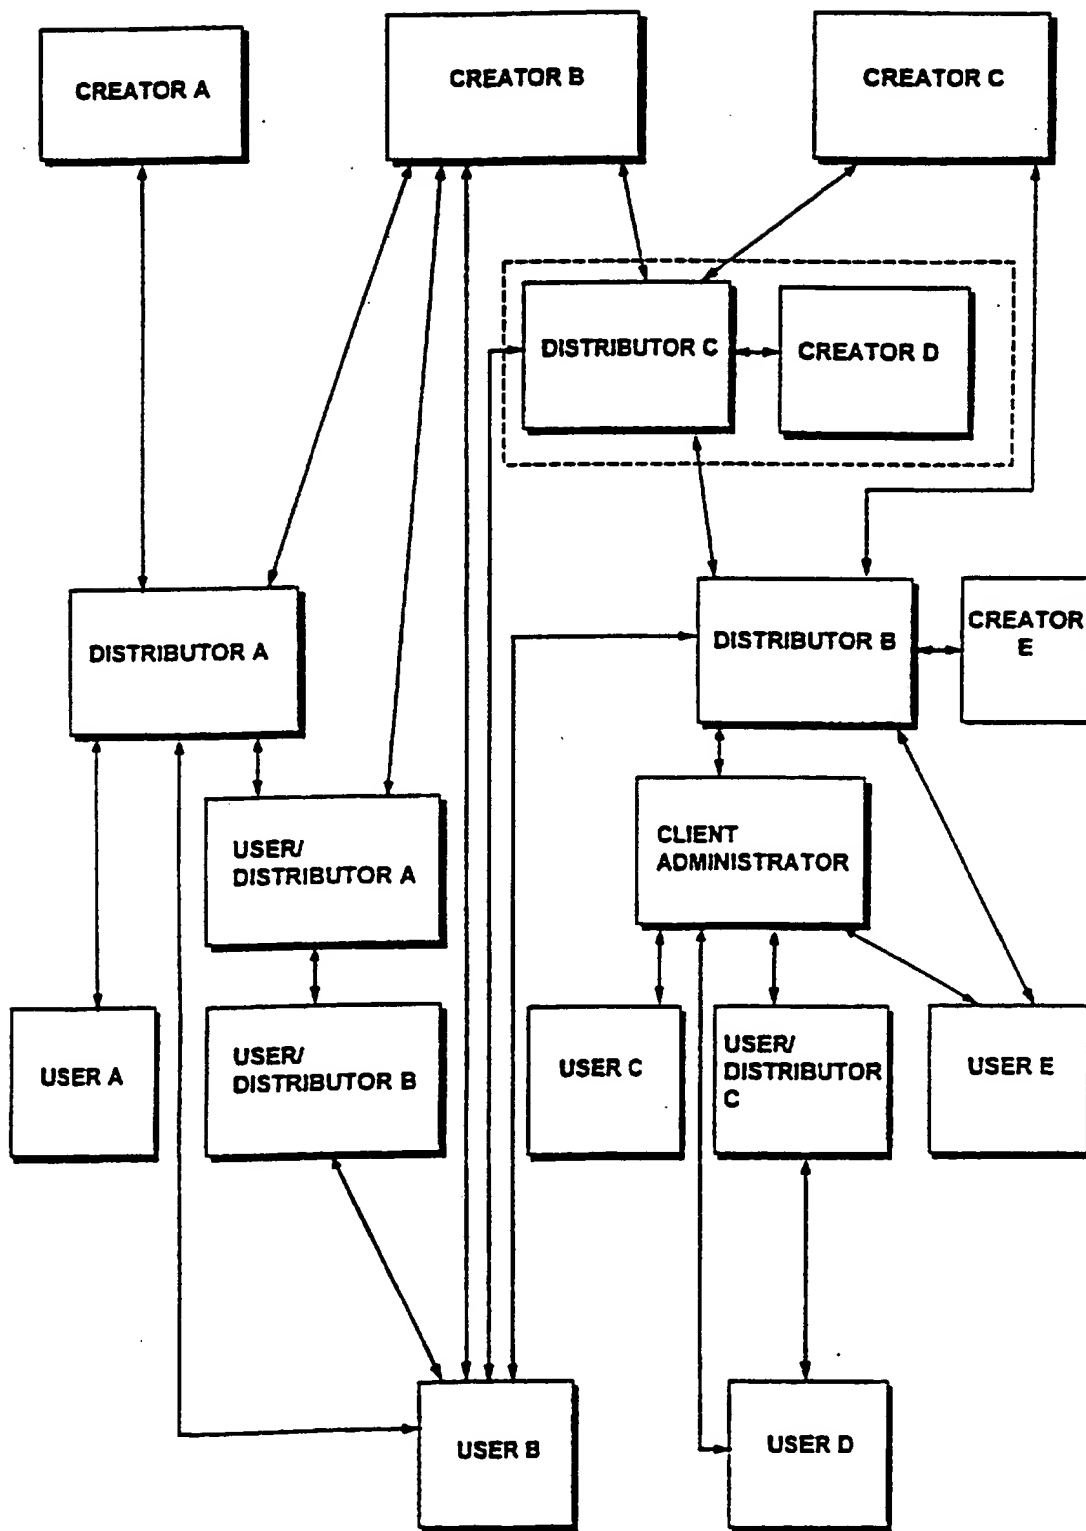 CREATOR A
CREATOR B
CREATOR C
DISTRIBUTOR C
CREATOR D
DISTRIBUTOR A
DISTRIBUTOR B
CREATOR
E
USER/
DISTRIBUTOR A
CLIENT
ADMINISTRATOR
USER A
USER/
DISTRIBUTOR B
USER C
USER/
DISTRIBUTOR
C
USER E
USER B
USER D